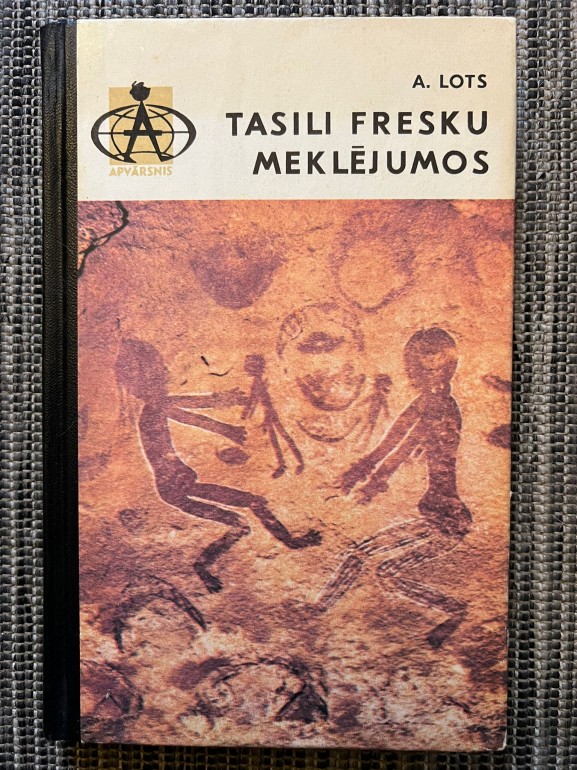 A. LOTS
TASILI FRESKU
MEKLĒJUMOS
A
APVĀRSNIS